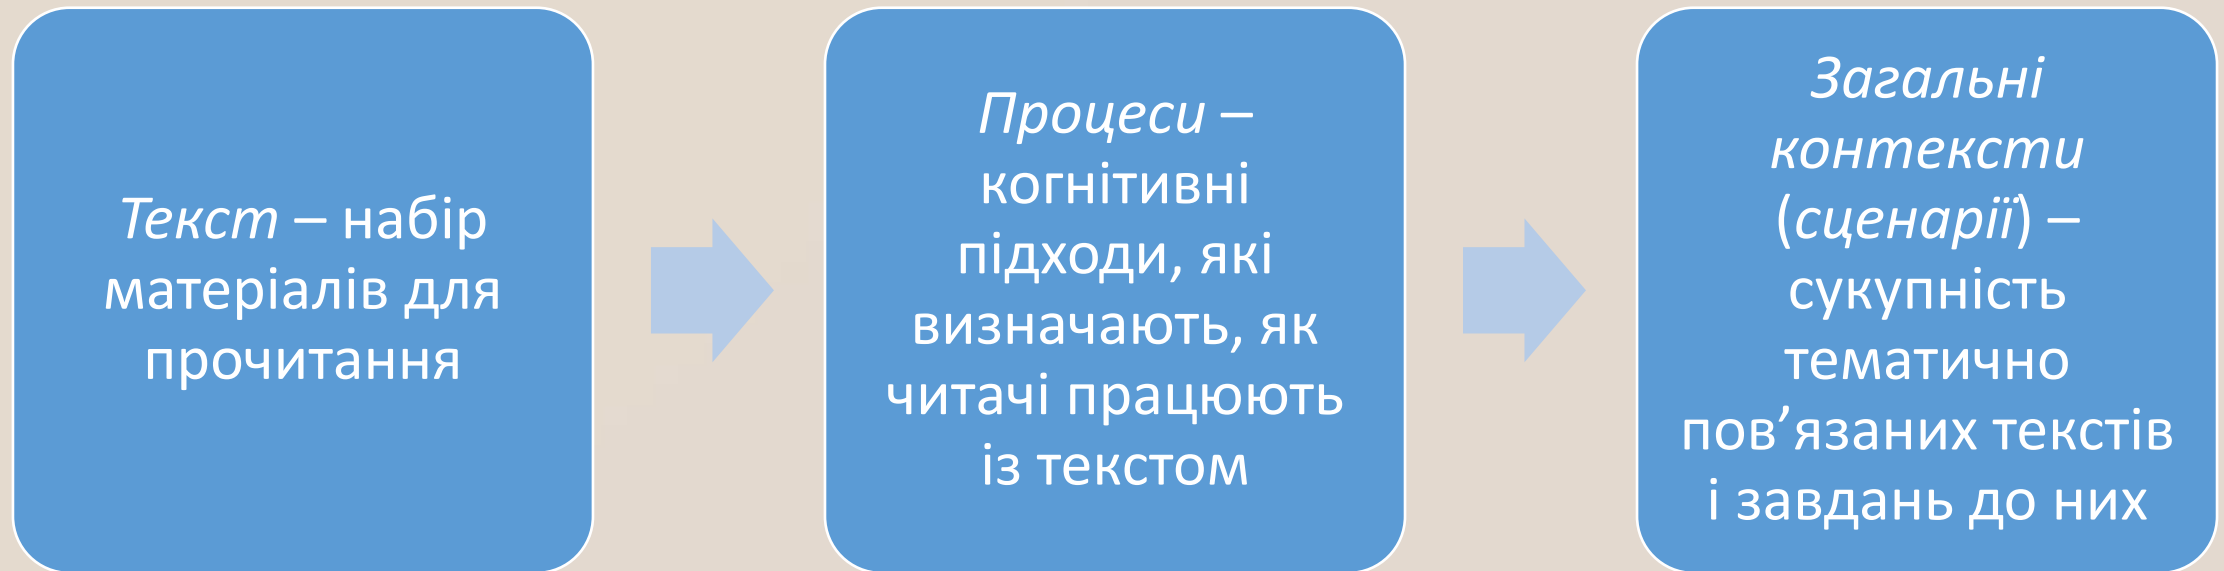 Текст – набір
матеріалів для
прочитання
Процеси –
когнітивні
підходи, які
визначають, як
читачі працюють
із текстом
Загальні
контексти
(сценарії) –
сукупність
тематично
пов’язаних текстів
і завдань до них